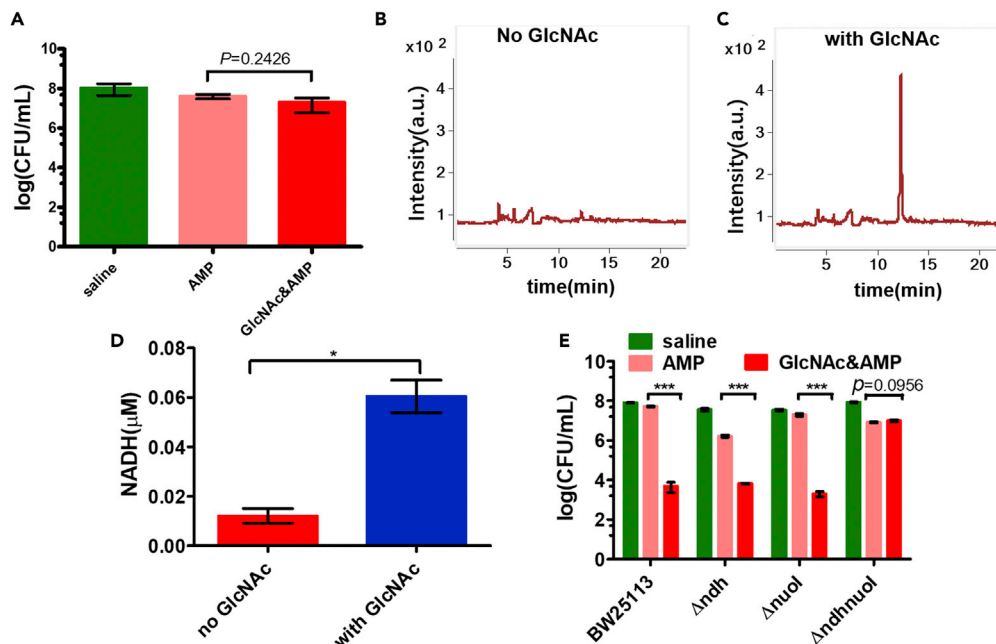 A
P=0.2426
log(CFU/mL)
10
8
6
4
2
0
saline
AMP
GlcNAc&AMP
B
No GlcNAc
x10 2
Intensity(a.u.)
4
3
2
1
5
10
15
20
time(min)
C
with GlcNAc
x10 2
Intensity(a.u.)
4
3
2
1
5
10
15
20
time(min)
D
*
NADH(μM)
0.08
0.06
0.04
0.02
0.00
no GlcNAc
with GlcNAc
E
saline
AMP
GlcNAc&AMP
***
***
***
p=0.0956
log(CFU/mL)
10
8
6
4
2
0
BW25113
Δndh
Δnuol
Δndhnuol